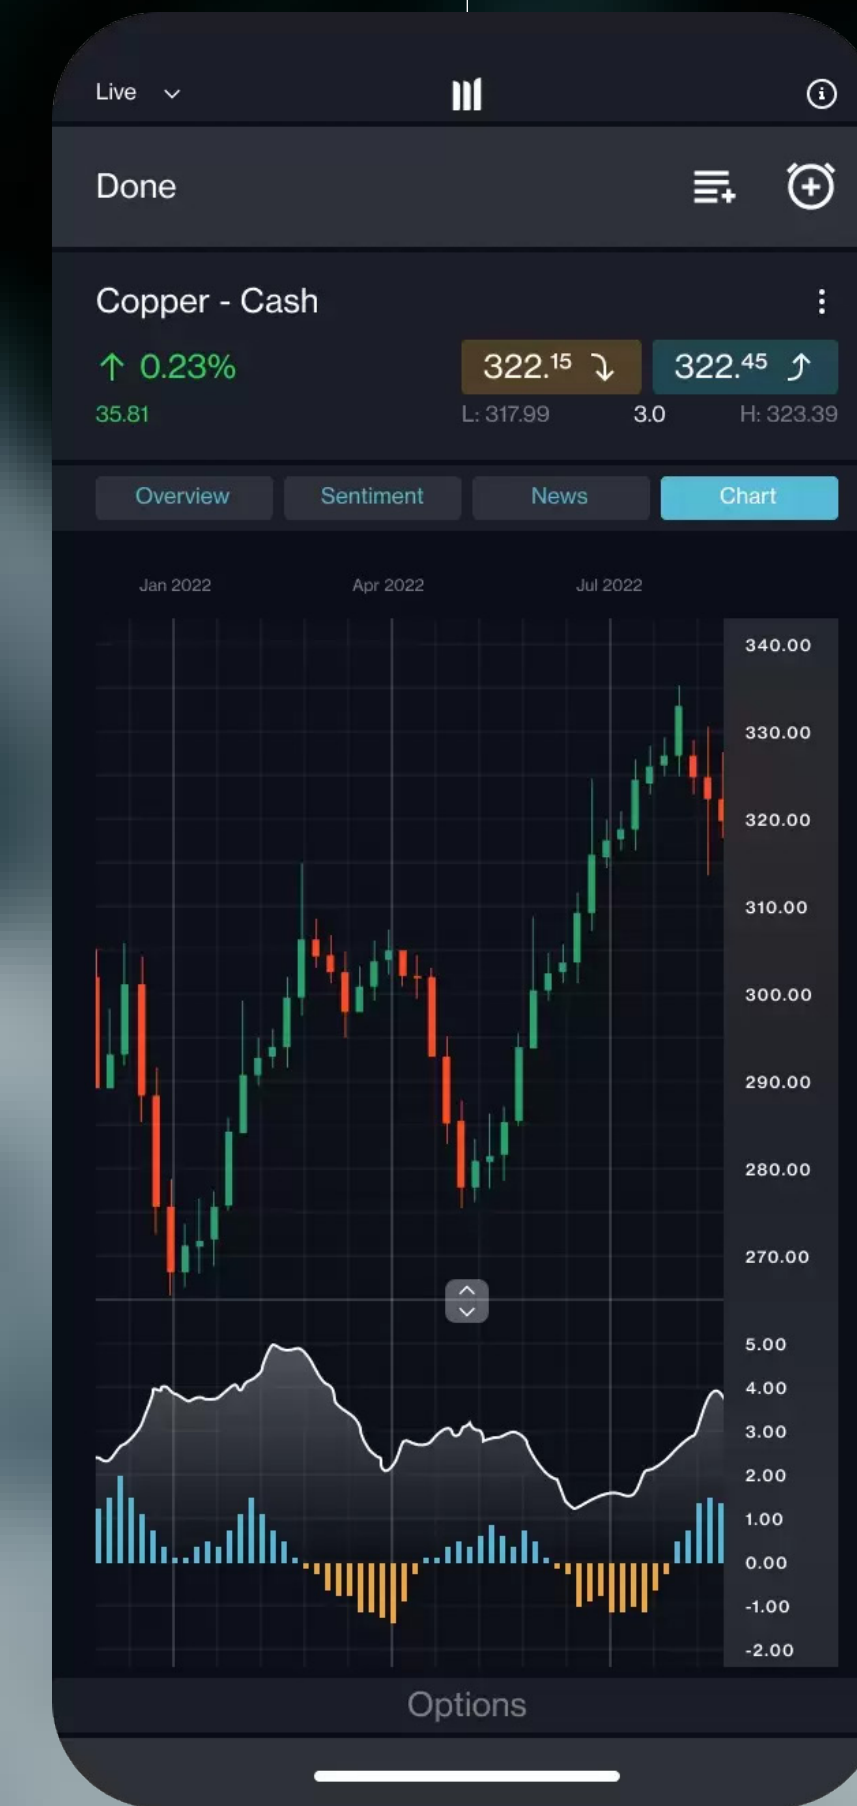 Live
Done
Copper - Cash
0.23% 322.15 322.45
35.81 L: 317.99 3.0 H: 323.39
Overview Sentiment News Chart
Jan 2022 Apr 2022 Jul 2022
340.00
330.00
320.00
310.00
300.00
290.00
280.00
270.00
5.00
4.00
3.00
2.00
1.00
0.00
-1.00
-2.00
Options